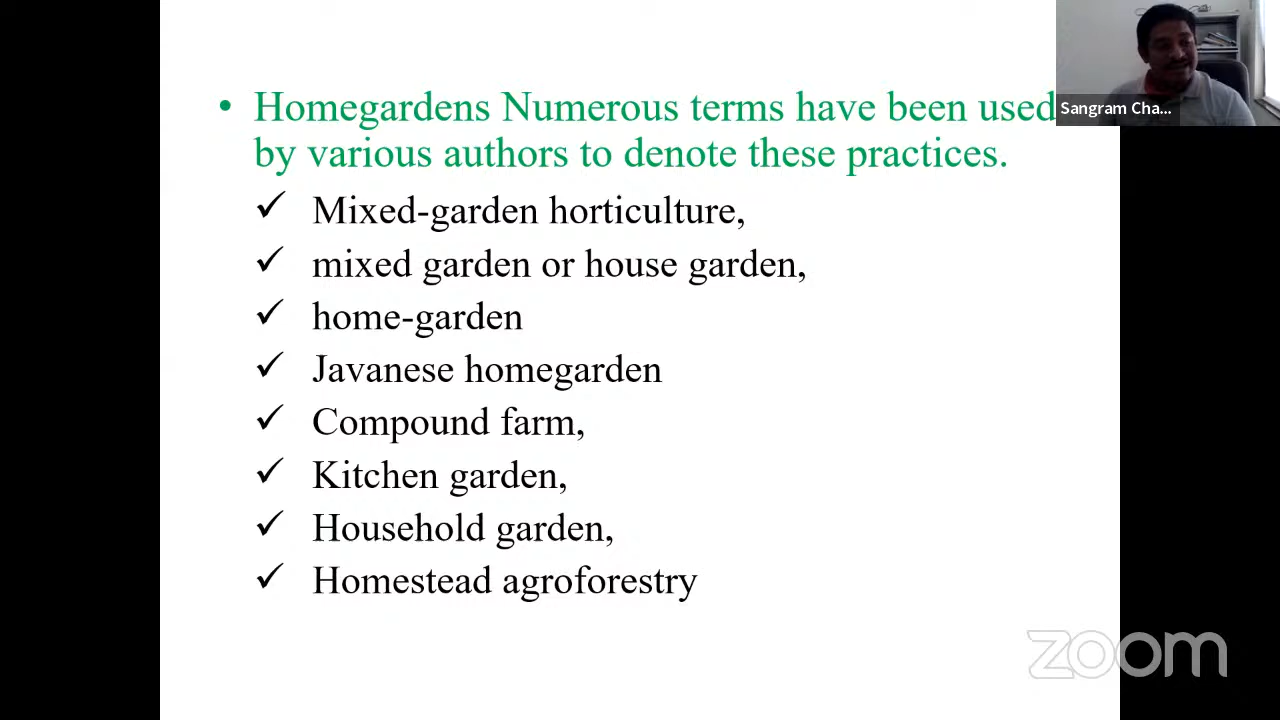 • Homegardens Numerous terms have been used
by various authors to denote these practices.
✓ Mixed-garden horticulture,
✓ mixed garden or house garden,
✓ home-garden
✓ Javanese homegarden
✓ Compound farm,
✓ Kitchen garden,
✓ Household garden,
✓ Homestead agroforestry
Sangram Cha...
zoom